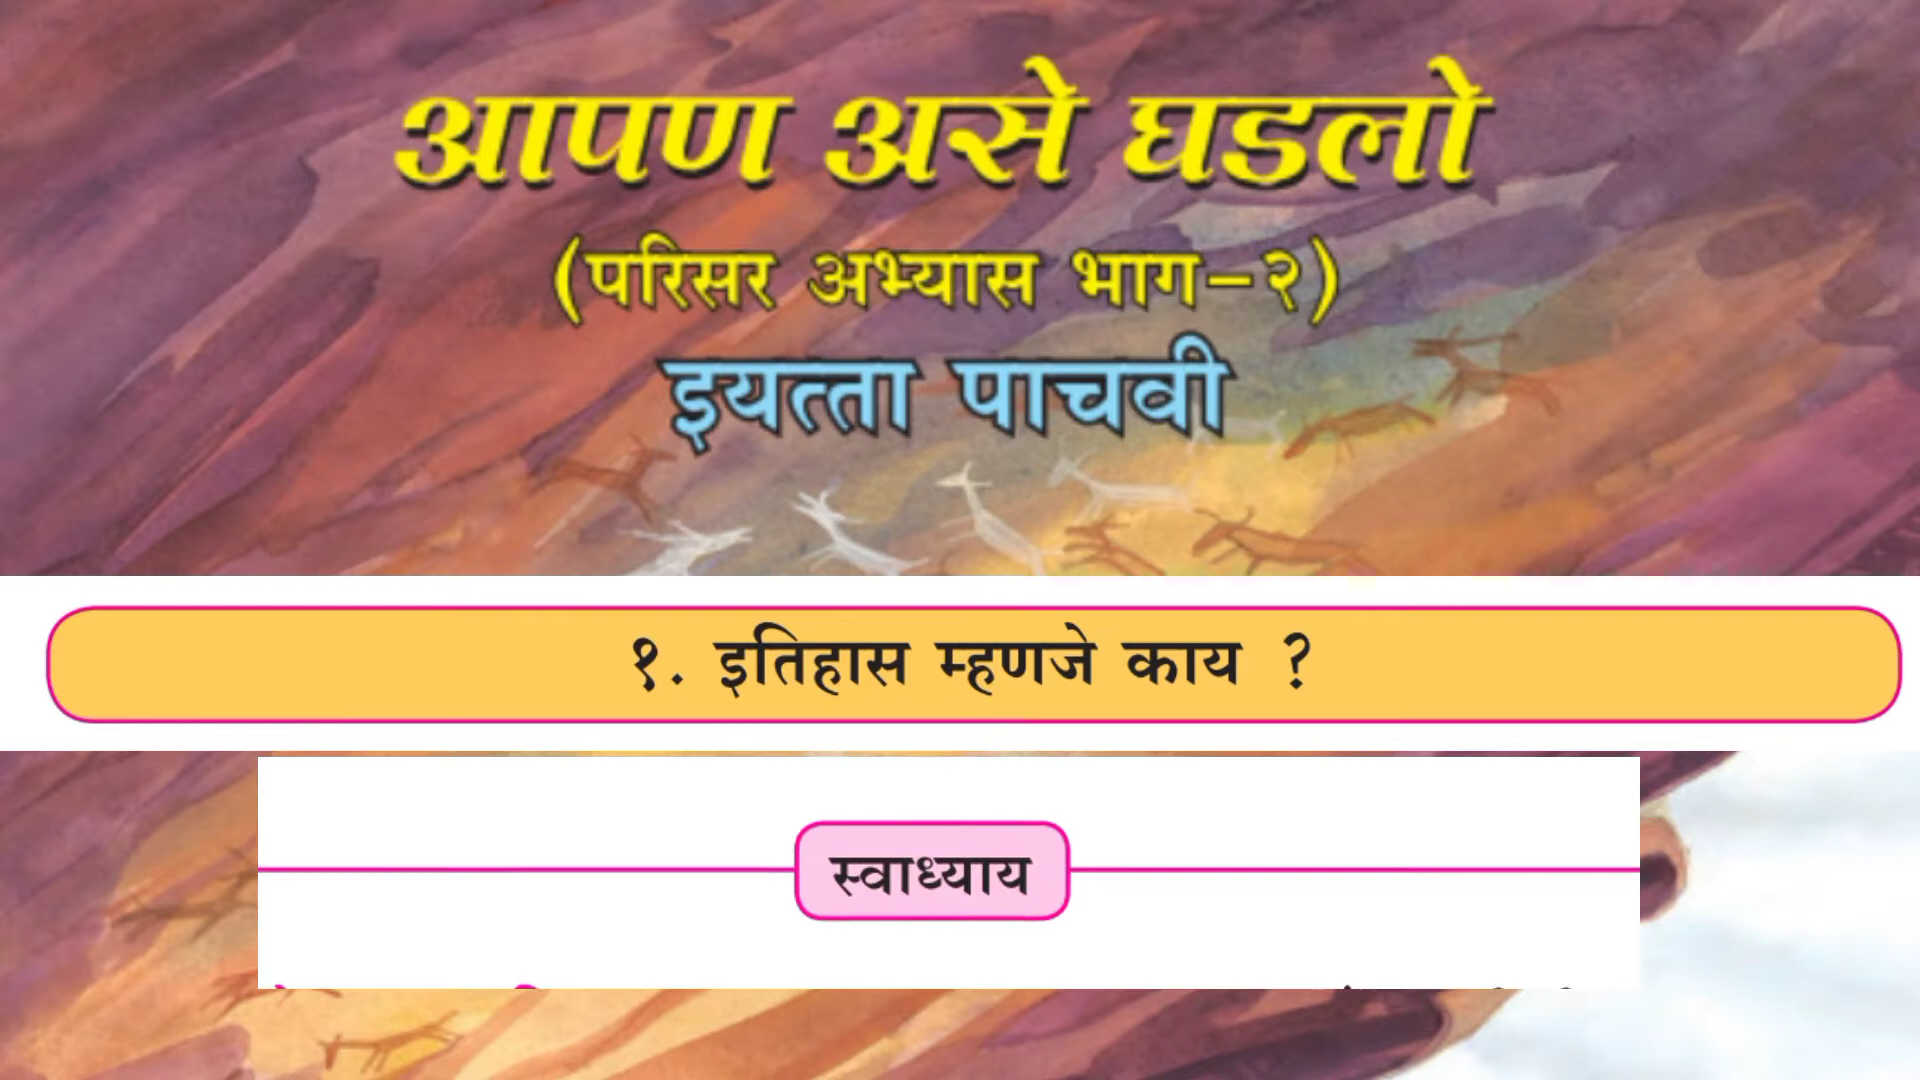 आपण असे घडलो
(परिसर अभ्यास भाग-२)
इयत्ता पाचवी
१. इतिहास म्हणजे काय ?
स्वाध्याय